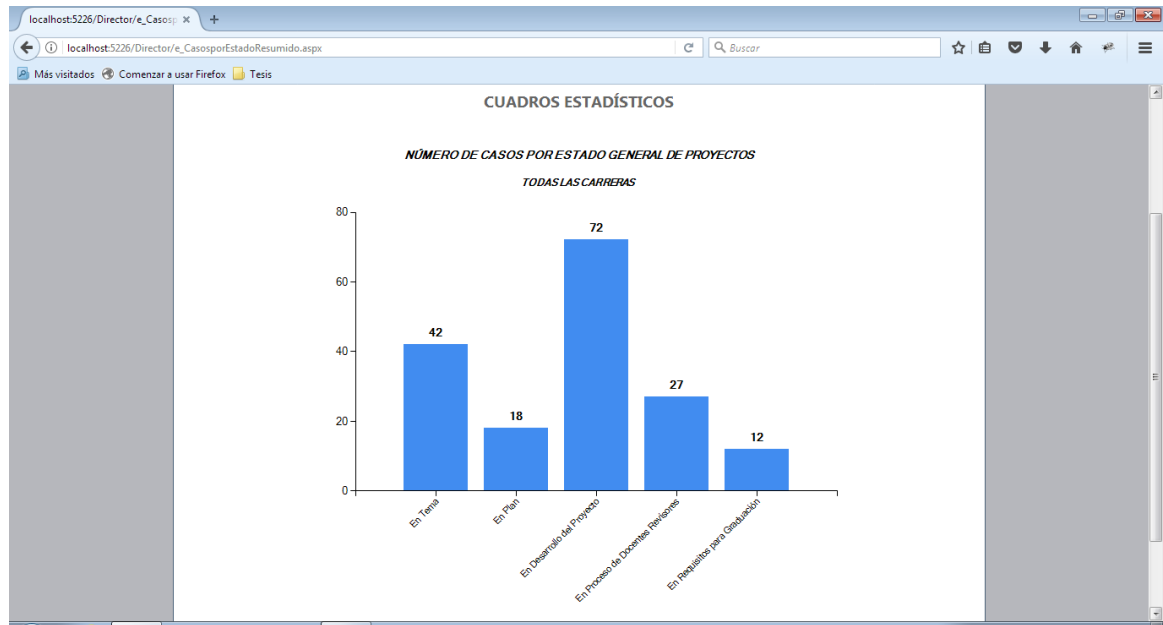 localhost:5226/Director/e_Casosp
localhost:5226/Director/e_CasosporEstadoResumido.aspx
Buscar
Más visitados
Comenzar a usar Firefox
Tesis
CUADROS ESTADÍSTICOS
NÚMERO DE CASOS POR ESTADO GENERAL DE PROYECTOS
TODAS LAS CARRERAS
80
60
40
20
0
42
18
72
27
12
En Tema
En Plan
En Desarrollo del Proyecto
En Proceso de Docentes Revisores
En Requisitos para Graduación